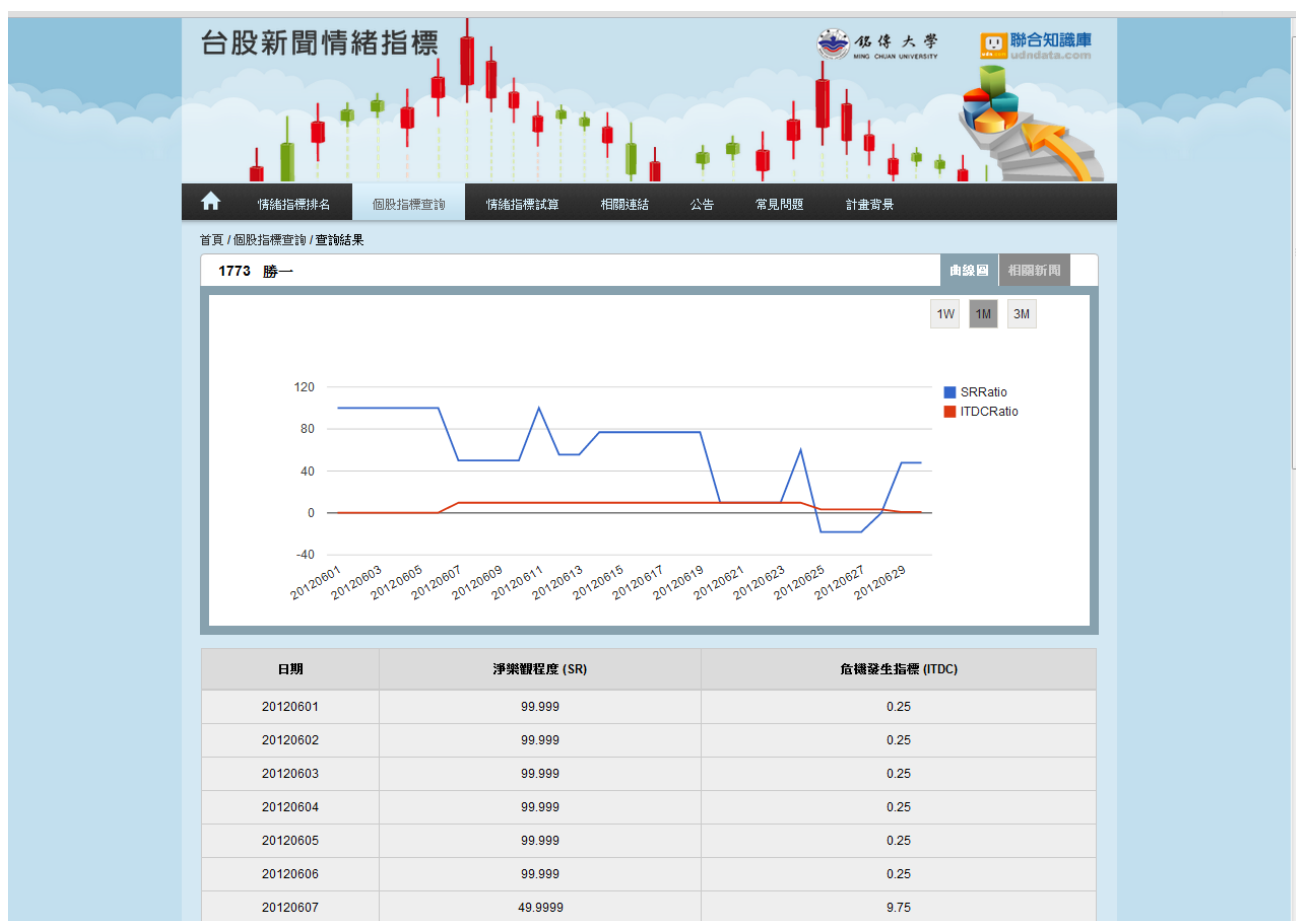 台股新聞情緒指標
銘傳大學
MING CHUAN UNIVERSITY
聯合知識庫
udndata.com
情緒指標排名 個股指標查詢 情緒指標試算 相關連結 公告 常見問題 計畫背景
首頁 / 個股指標查詢 / 查詢結果
1773 勝一
曲線圖 相關新聞
1W 1M 3M
120
80
40
0
-40
SRRatio
ITDCRatio
20120601 20120603 20120605 20120607 20120609 20120611 20120613 20120615 20120617 20120619 20120621 20120623 20120625 20120627 20120629
日期 淨樂觀程度 (SR) 危機發生指標 (ITDC)
20120601 99.999 0.25
20120602 99.999 0.25
20120603 99.999 0.25
20120604 99.999 0.25
20120605 99.999 0.25
20120606 99.999 0.25
20120607 49.9999 9.75